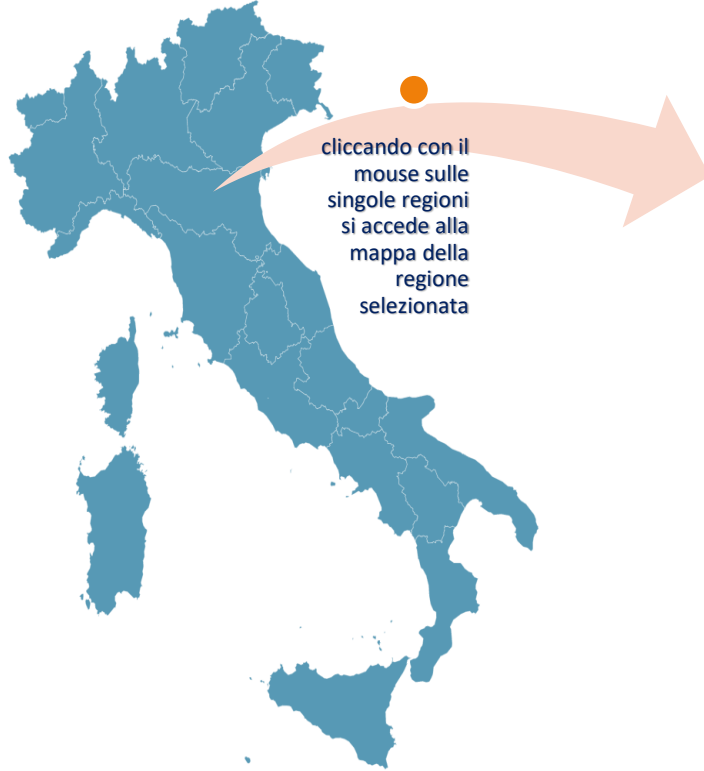 cliccando con il
mouse sulle
singole regioni
si accede alla
mappa della
regione
selezionata